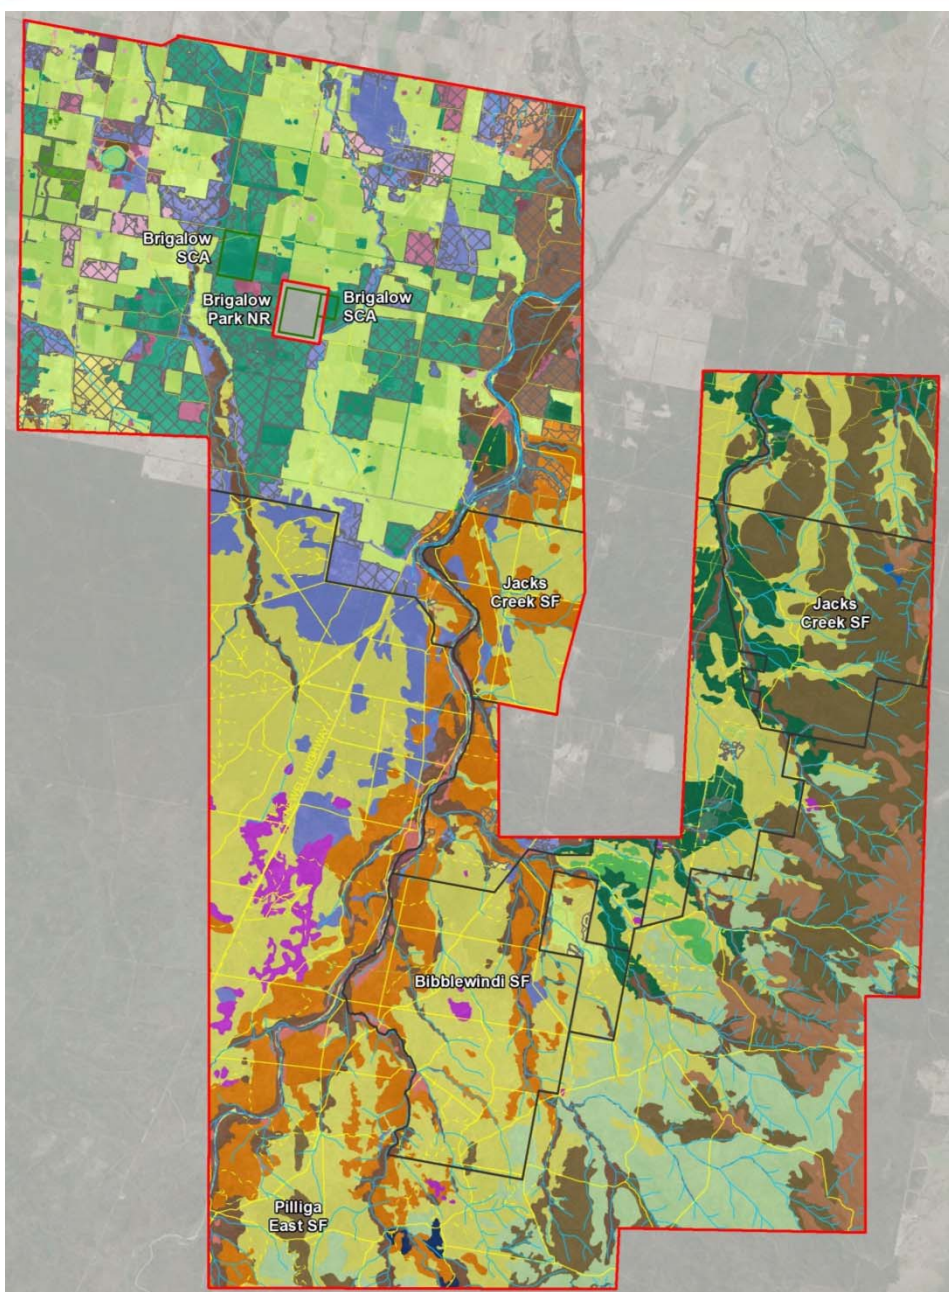 Brigalow
SCA
Brigalow
Park NR
Brigalow
SCA
Jacks
Creek SF
Jacks
Creek SF
Bibblewindi SF
Pilliga
East SF